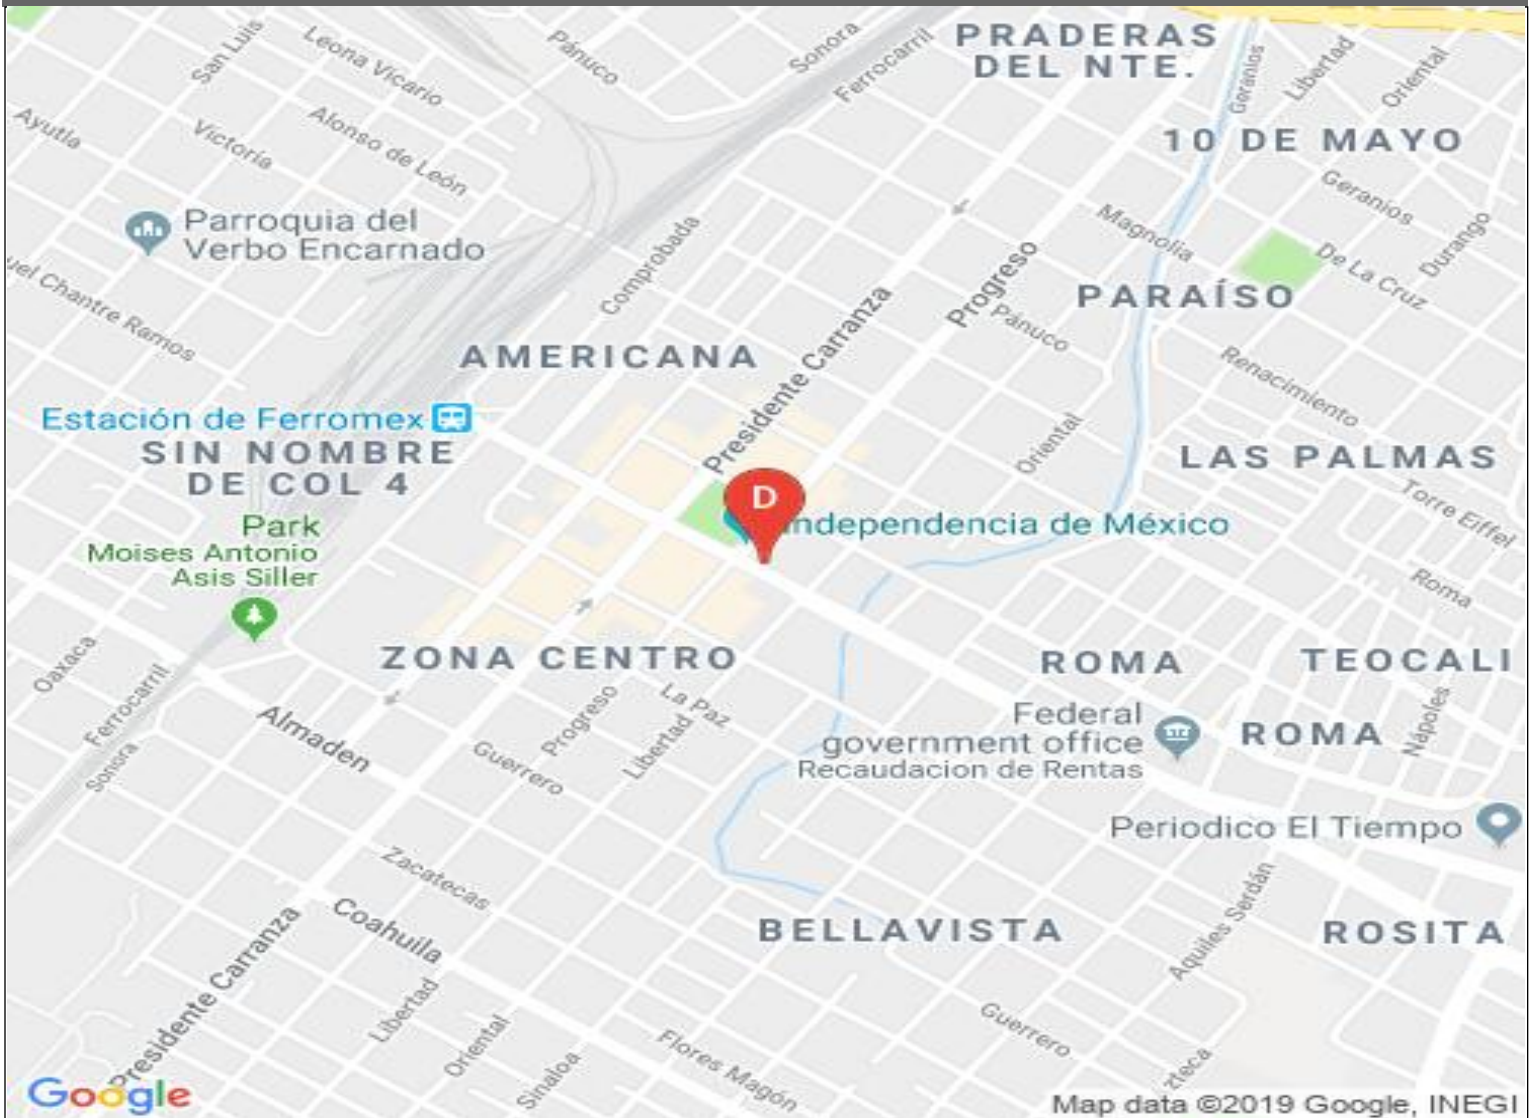 PRADERAS
DEL NTE.
San Luis
Leona Vicario
Pánuco
Sonora
Ferrocarril
Geranios
Libertad
Oriental
Ayutla
Victoria
Alonso de León
10 DE MAYO
Geranios
Durango
Magnolia
De La Cruz
Parroquia del
Verbo Encarnado
Comprobada
uel Chantre Ramos
Presidente Carranza
Progreso
Pánuco
PARAÍSO
Renacimiento
AMERICANA
Estación de Ferromex
SIN NOMBRE
DE COL 4
Oriental
LAS PALMAS
Torre Eiffel
Park
Moises Antonio
Asis Siller
D
Independencia de México
Roma
Oaxaca
Ferrocarril
Sonora
ZONA CENTRO
ROMA
TEOCALI
Almaden
Guerrero
Progreso
La Paz
Libertad
Federal
government office
Recaudacion de Rentas
ROMA
Nápoles
Periodico El Tiempo
Zacatecas
Coahuila
Presidente Carranza
BELLAVISTA
Aquiles Serdán
ROSITA
Libertad
Oriental
Sinaloa
Flores Magón
Guerrero
zteca
Google
Map data ©2019 Google, INEGI